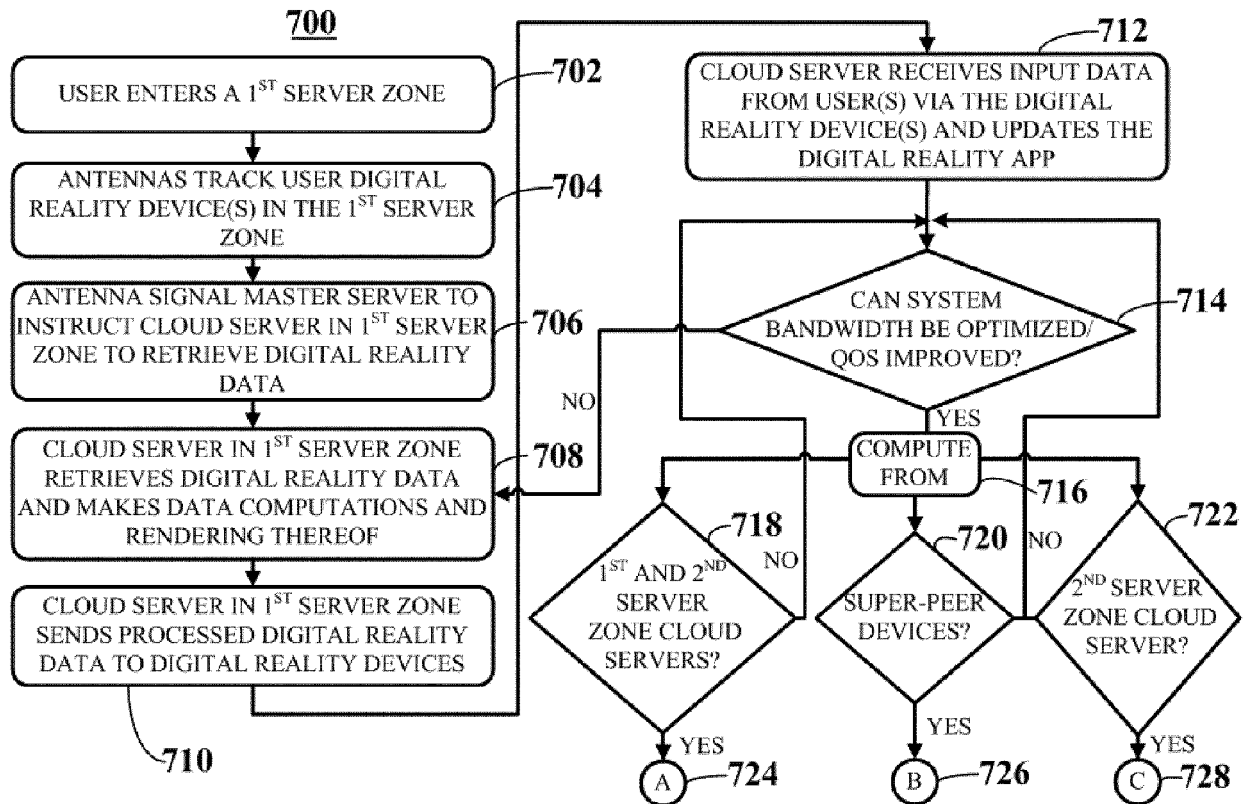 700
USER ENTERS A 1ST SERVER ZONE
702
ANTENNAS TRACK USER DIGITAL
REALITY DEVICE(S) IN THE 1ST SERVER
ZONE
704
ANTENNA SIGNAL MASTER SERVER TO
INSTRUCT CLOUD SERVER IN 1ST SERVER
ZONE TO RETRIEVE DIGITAL REALITY
DATA
706
CLOUD SERVER IN 1ST SERVER ZONE
RETRIEVES DIGITAL REALITY DATA
AND MAKES DATA COMPUTATIONS AND
RENDERING THEREOF
708
CLOUD SERVER IN 1ST SERVER ZONE
SENDS PROCESSED DIGITAL REALITY
DATA TO DIGITAL REALITY DEVICES
710
712
CLOUD SERVER RECEIVES INPUT DATA
FROM USER(S) VIA THE DIGITAL
REALITY DEVICE(S) AND UPDATES THE
DIGITAL REALITY APP
CAN SYSTEM
BANDWIDTH BE OPTIMIZED/
QOS IMPROVED?
714
NO
YES
COMPUTE
FROM
716
1ST AND 2ND
SERVER
ZONE CLOUD
SERVERS?
718
NO
SUPER-PEER
DEVICES?
720
NO
2ND SERVER
ZONE CLOUD
SERVER?
722
YES
A
724
YES
B
726
YES
C
728